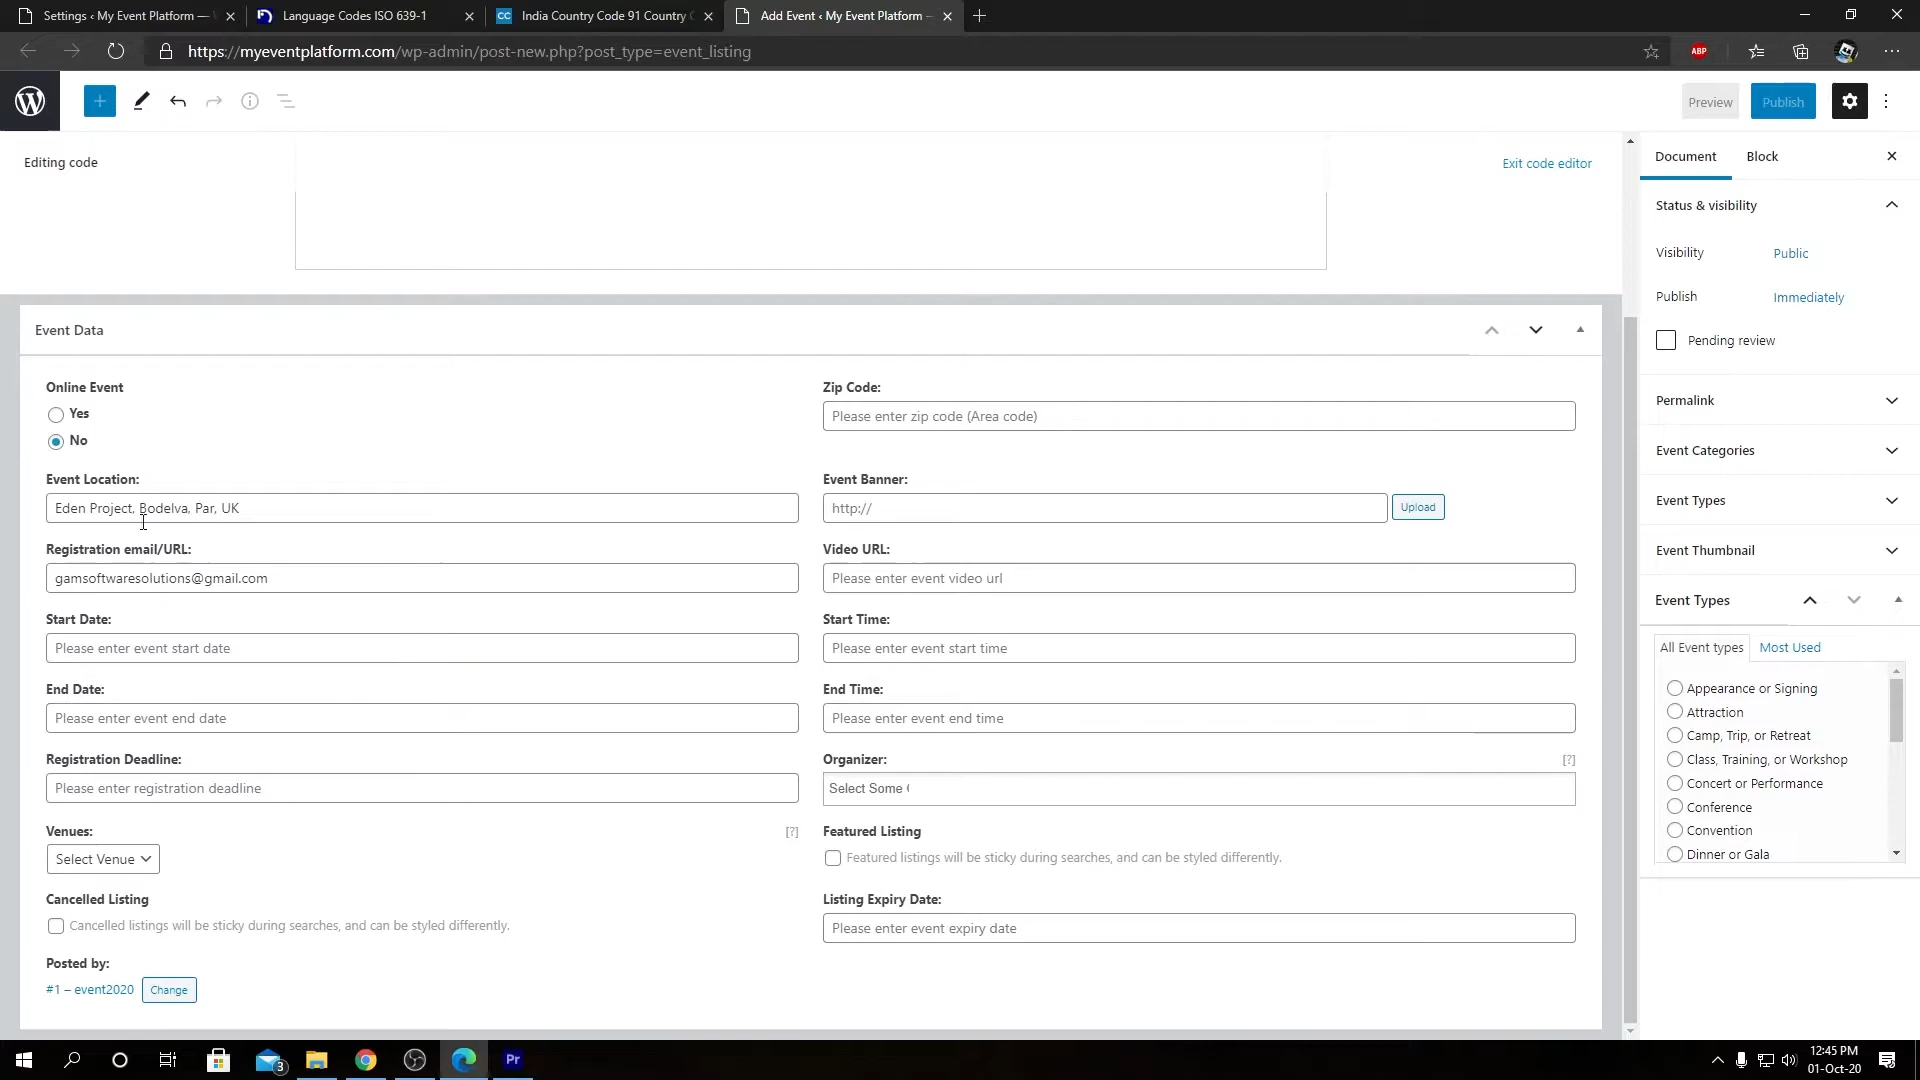 Settings ‹ My Event Platform —
Language Codes ISO 639-1
CC India Country Code 91 Country C
Add Event ‹ My Event Platform —
https://myeventplatform.com/wp-admin/post-new.php?post_type=event_listing
ABP
Preview
Publish
Editing code
Exit code editor
Document
Block
Status & visibility
Visibility
Public
Publish
Immediately
Pending review
Permalink
Event Categories
Event Types
Event Thumbnail
Event Types
All Event types
Most Used
Appearance or Signing
Attraction
Camp, Trip, or Retreat
Class, Training, or Workshop
Concert or Performance
Conference
Convention
Dinner or Gala
Event Data
Online Event
Yes
No
Zip Code:
Please enter zip code (Area code)
Event Location:
Eden Project, Bodelva, Par, UK
Event Banner:
http://
Upload
Registration email/URL:
gamsoftwaresolutions@gmail.com
Video URL:
Please enter event video url
Start Date:
Please enter event start date
Start Time:
Please enter event start time
End Date:
Please enter event end date
End Time:
Please enter event end time
Registration Deadline:
Please enter registration deadline
Organizer:
[?]
Select Some
Venues:
[?]
Select Venue
Featured Listing
Featured listings will be sticky during searches, and can be styled differently.
Cancelled Listing
Cancelled listings will be sticky during searches, and can be styled differently.
Listing Expiry Date:
Please enter event expiry date
Posted by:
#1 – event2020
Change
3
Pr
12:45 PM
01-Oct-20